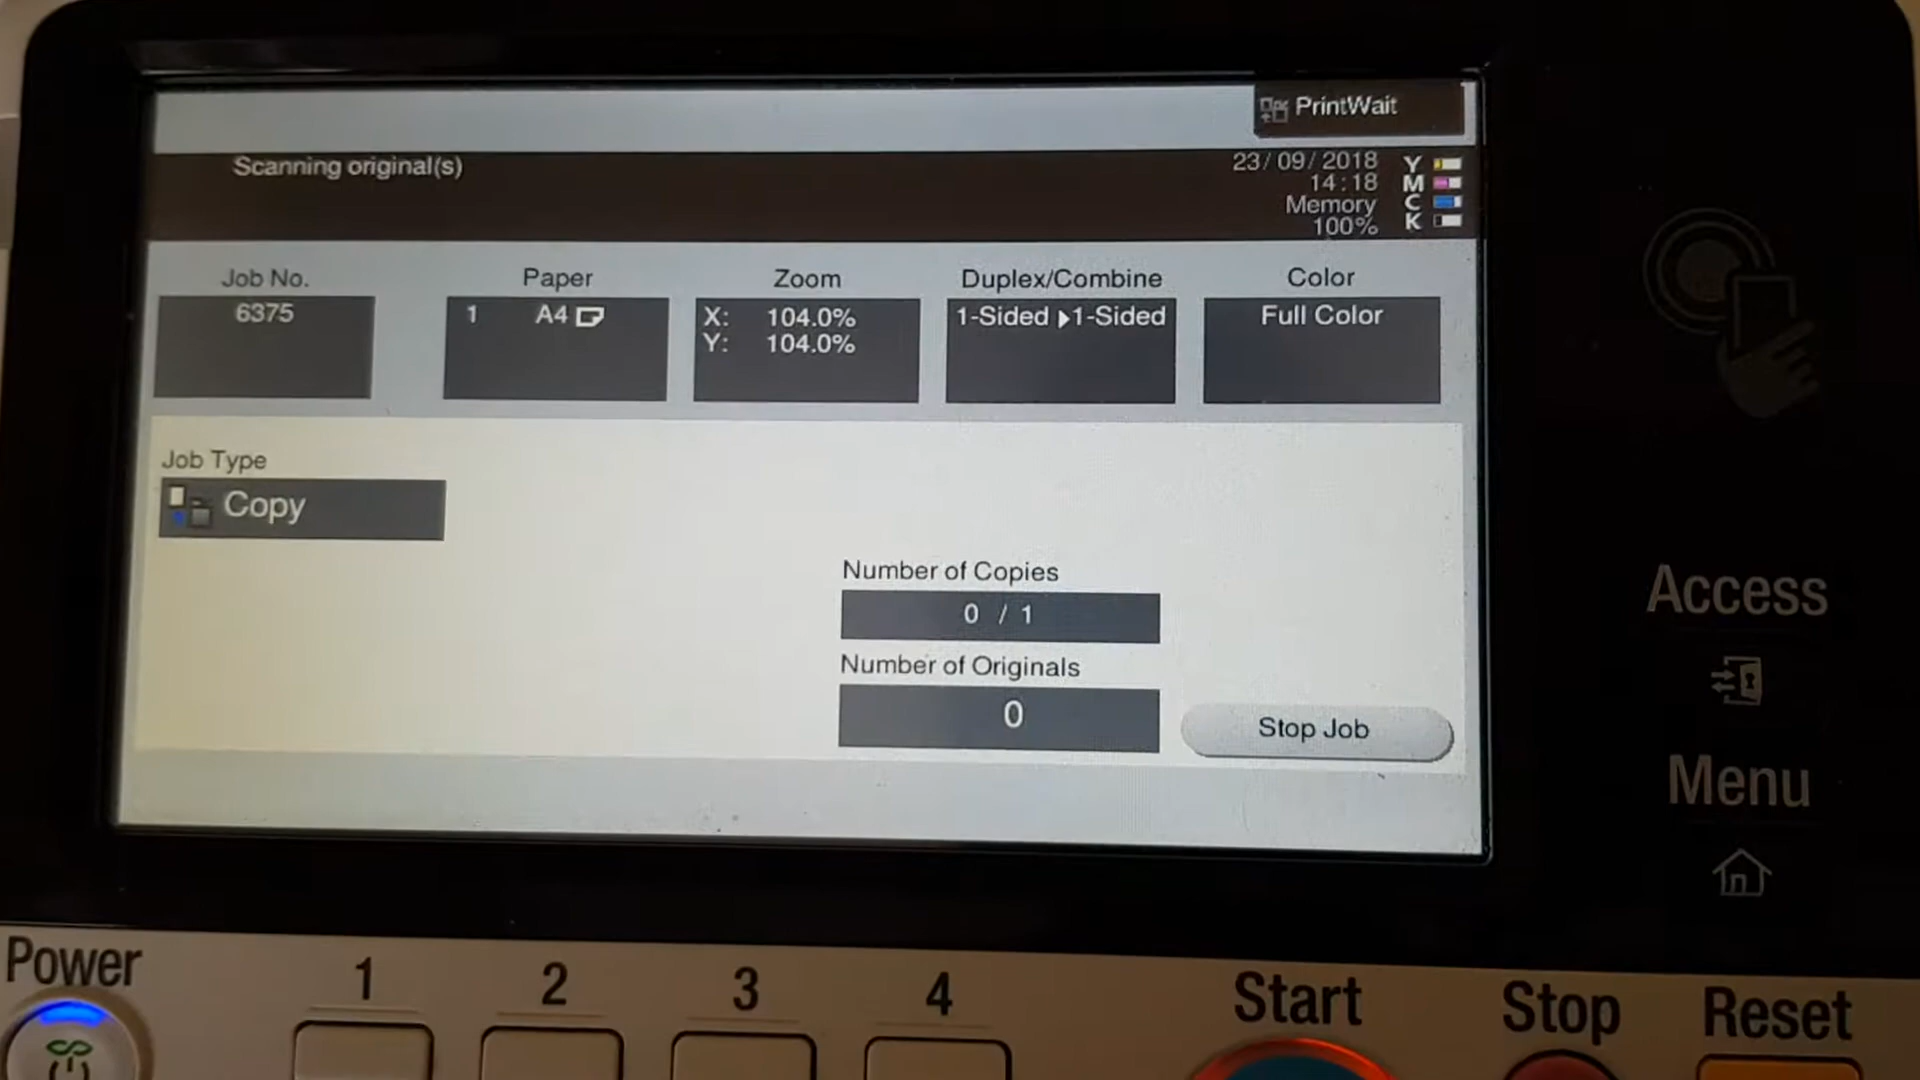 PrintWait
Scanning original(s)
23/09/2018
14:18
Memory
100%
Y
M
C
K
Job No.
6375
Paper
1 A4
Zoom
X: 104.0%
Y: 104.0%
Duplex/Combine
1-Sided ▶1-Sided
Color
Full Color
Job Type
Copy
Number of Copies
0 / 1
Number of Originals
0
Stop Job
Access
Menu
Power
1 2 3 4
Start
Stop
Reset